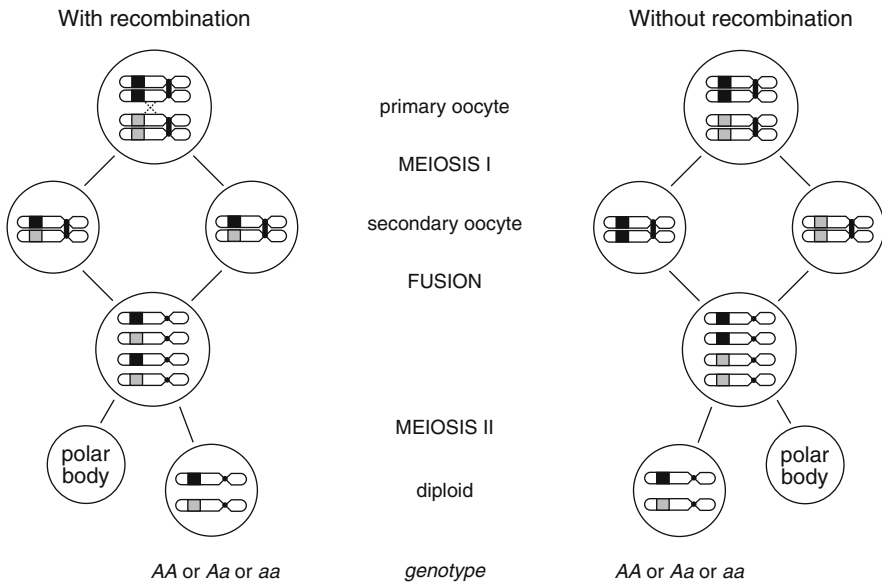 With recombination
Without recombination
primary oocyte
MEIOSIS I
secondary oocyte
FUSION
MEIOSIS II
polar
body
diploid
polar
body
AA or Aa or aa
genotype
AA or Aa or aa